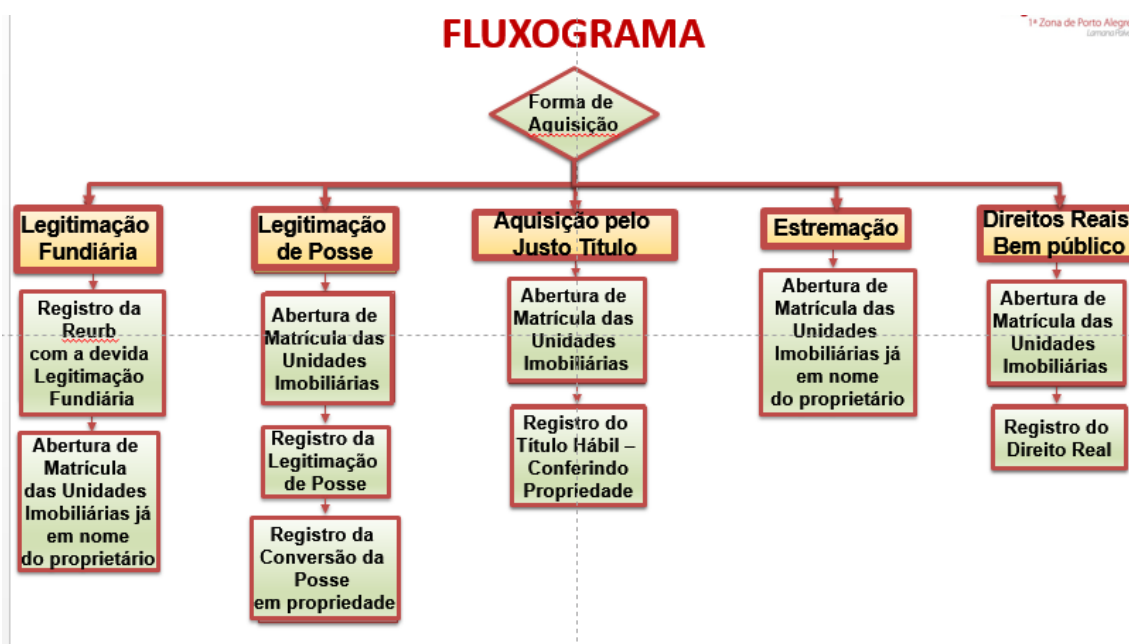 FLUXOGRAMA
1ª Zona de Porto Alegre
Lamana Paiva
Forma de
Aquisição
Legitimação
Fundiária
Registro da
Reurb
com a devida
Legitimação
Fundiária
Abertura de
Matrícula
das Unidades
Imobiliárias já
em nome
do proprietário
Legitimação
de Posse
Abertura de
Matrícula das
Unidades
Imobiliárias
Registro da
Legitimação
de Posse
Registro da
Conversão da
Posse
em propriedade
Aquisição pelo
Justo Título
Abertura de
Matrícula das
Unidades
Imobiliárias
Registro do
Título Hábil –
Conferindo
Propriedade
Estremação
Abertura de
Matrícula das
Unidades
Imobiliárias já
em nome
do proprietário
Direitos Reais
Bem público
Abertura de
Matrícula das
Unidades
Imobiliárias
Registro do
Direito Real